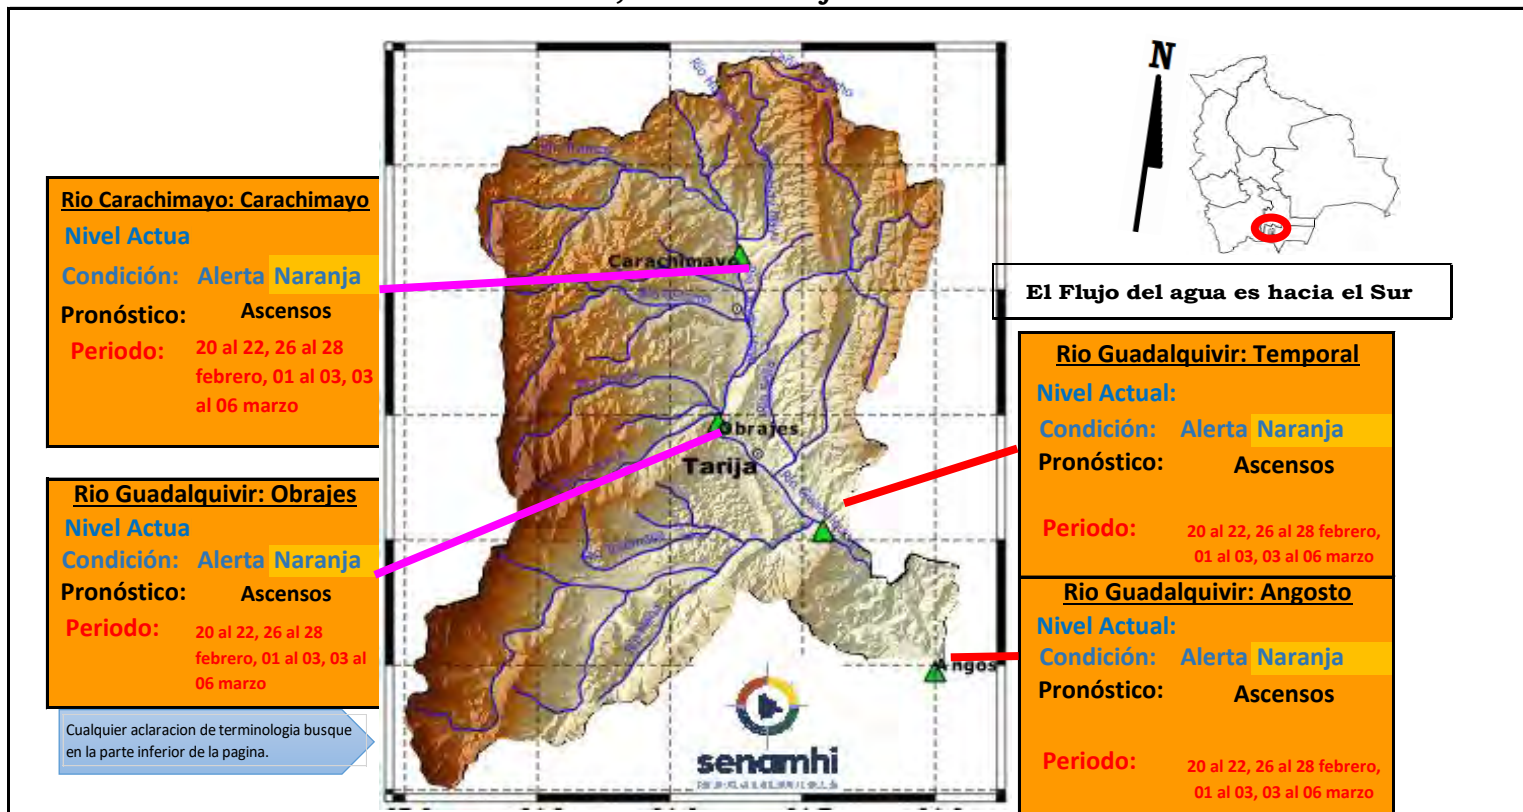 N
Rio Carachimayo: Carachimayo
Nivel Actua
Condición: Alerta Naranja
Pronóstico: Ascensos
Periodo: 20 al 22, 26 al 28
febrero, 01 al 03, 03
al 06 marzo
Rio Guadalquivir: Obrajes
Nivel Actua
Condición: Alerta Naranja
Pronóstico: Ascensos
Periodo: 20 al 22, 26 al 28
febrero, 01 al 03, 03 al
06 marzo
Cualquier aclaracion de terminologia busque
en la parte inferior de la pagina.
Carachimayo
Obrajes
Tarija
Angos
senamhi
El Flujo del agua es hacia el Sur
Rio Guadalquivir: Temporal
Nivel Actual:
Condición: Alerta Naranja
Pronóstico: Ascensos
Periodo: 20 al 22, 26 al 28 febrero,
01 al 03, 03 al 06 marzo
Rio Guadalquivir: Angosto
Nivel Actual:
Condición: Alerta Naranja
Pronóstico: Ascensos
Periodo: 20 al 22, 26 al 28 febrero,
01 al 03, 03 al 06 marzo